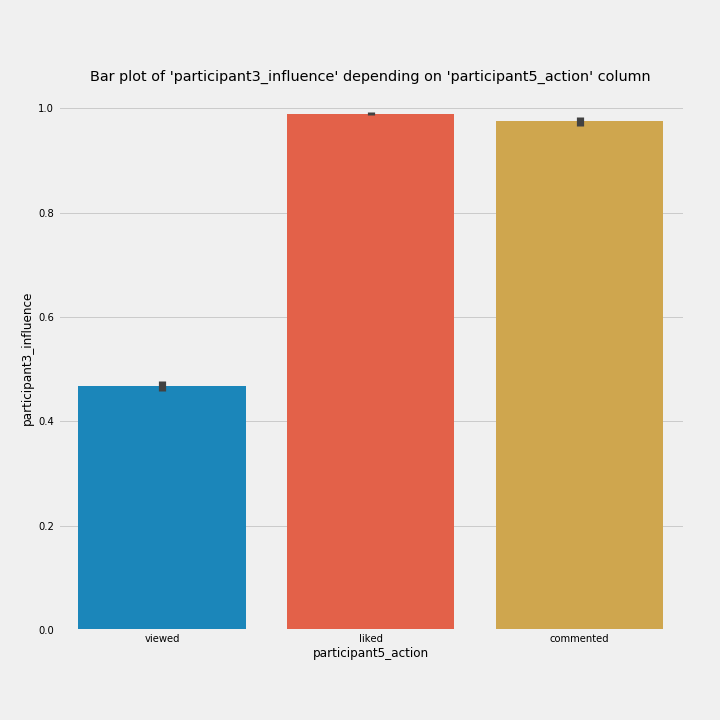 Bar plot of 'participant3_influence' depending on 'participant5_action' column
1.0
0.8
0.6
0.4
0.2
0.0
participant3_influence
viewed
liked
commented
participant5_action